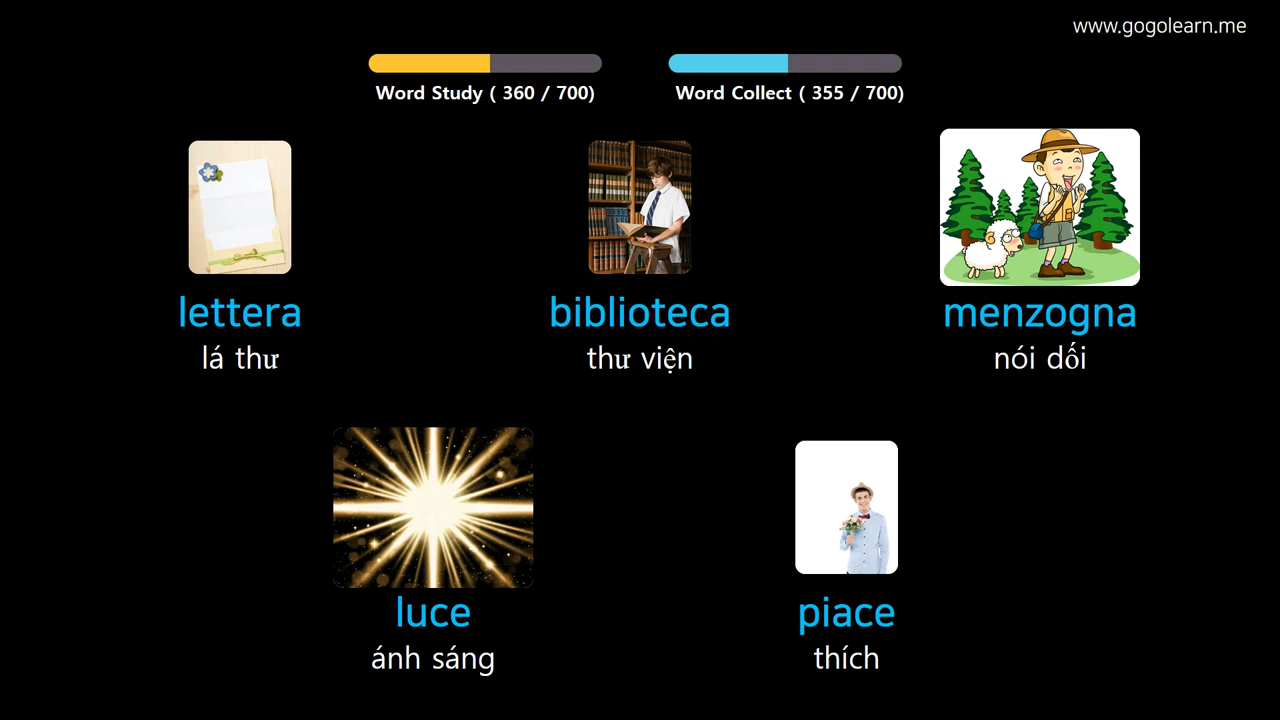 www.gogolearn.me
Word Study ( 360 / 700)
Word Collect ( 355 / 700)
lettera
lá thư
biblioteca
thư viện
menzogna
nói dối
luce
ánh sáng
piace
thích